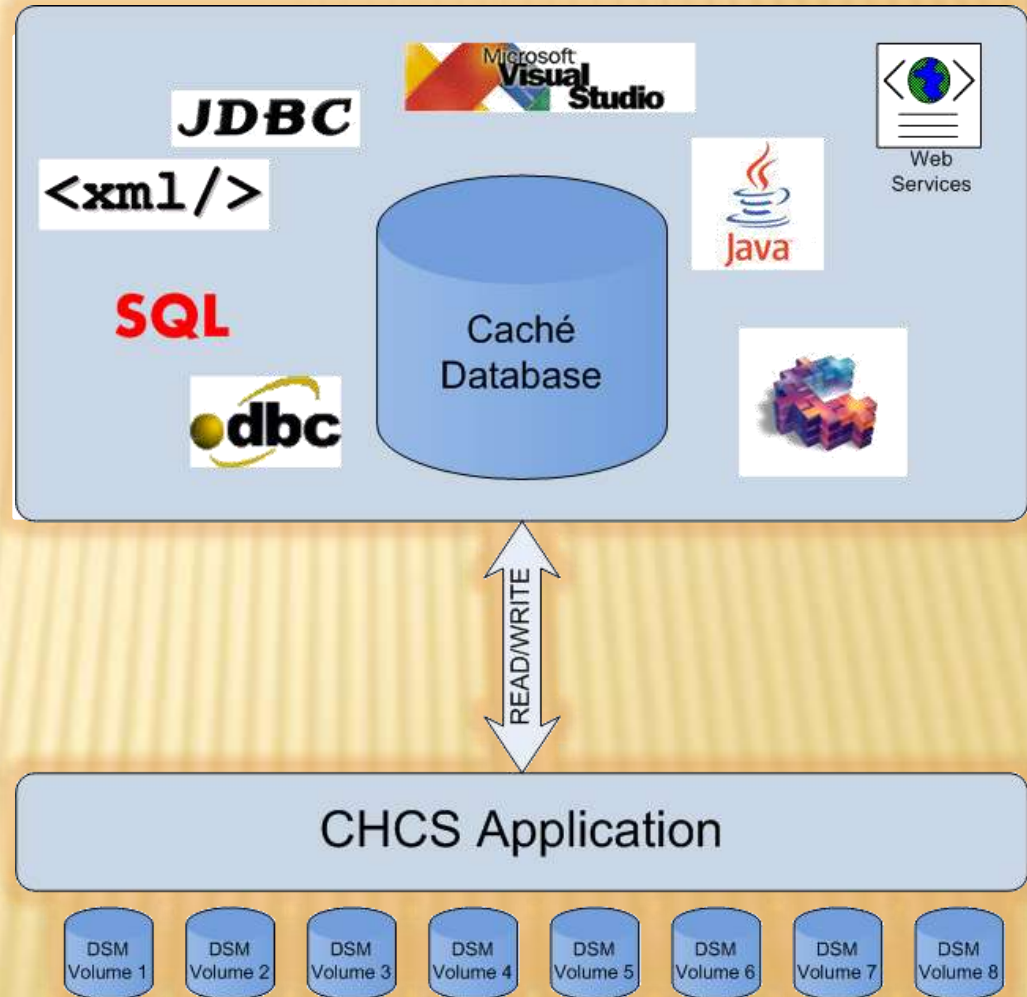 Microsoft
Visual
Studio
JDBC
<xml/>
Web
Services
Java
SQL
Caché
Database
odbc
READ/WRITE
CHCS Application
DSM
Volume 1
DSM
Volume 2
DSM
Volume 3
DSM
Volume 4
DSM
Volume 5
DSM
Volume 6
DSM
Volume 7
DSM
Volume 8